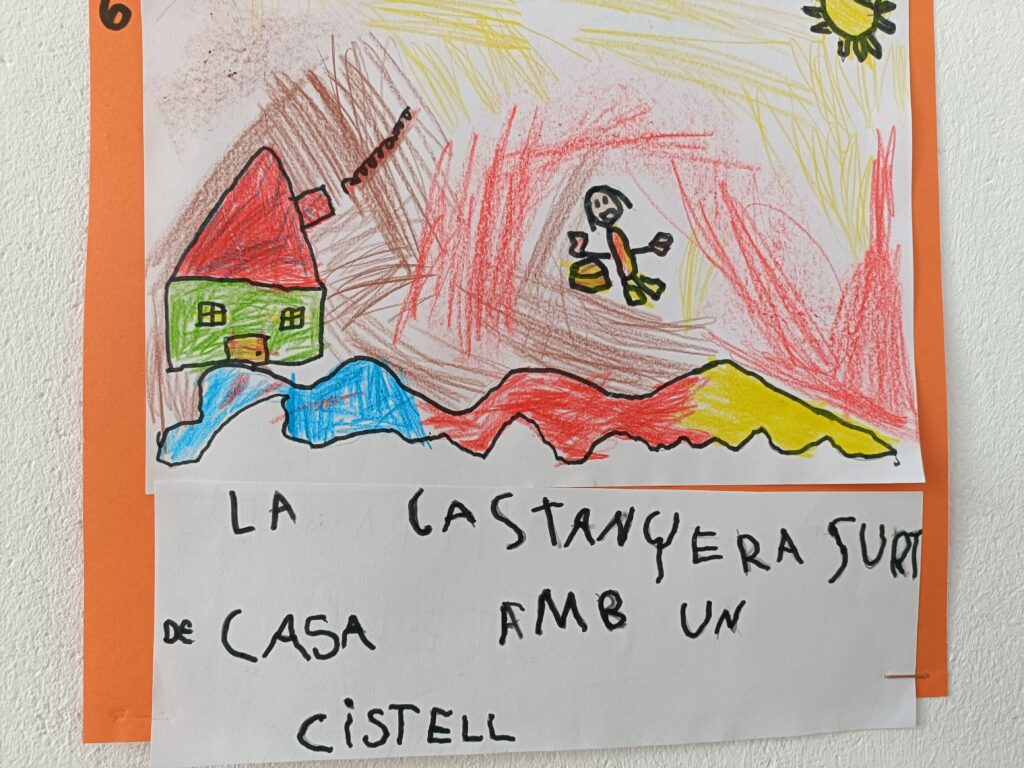 6
LA CASTANYERA SURT
DE CASA AMB UN
CISTELL